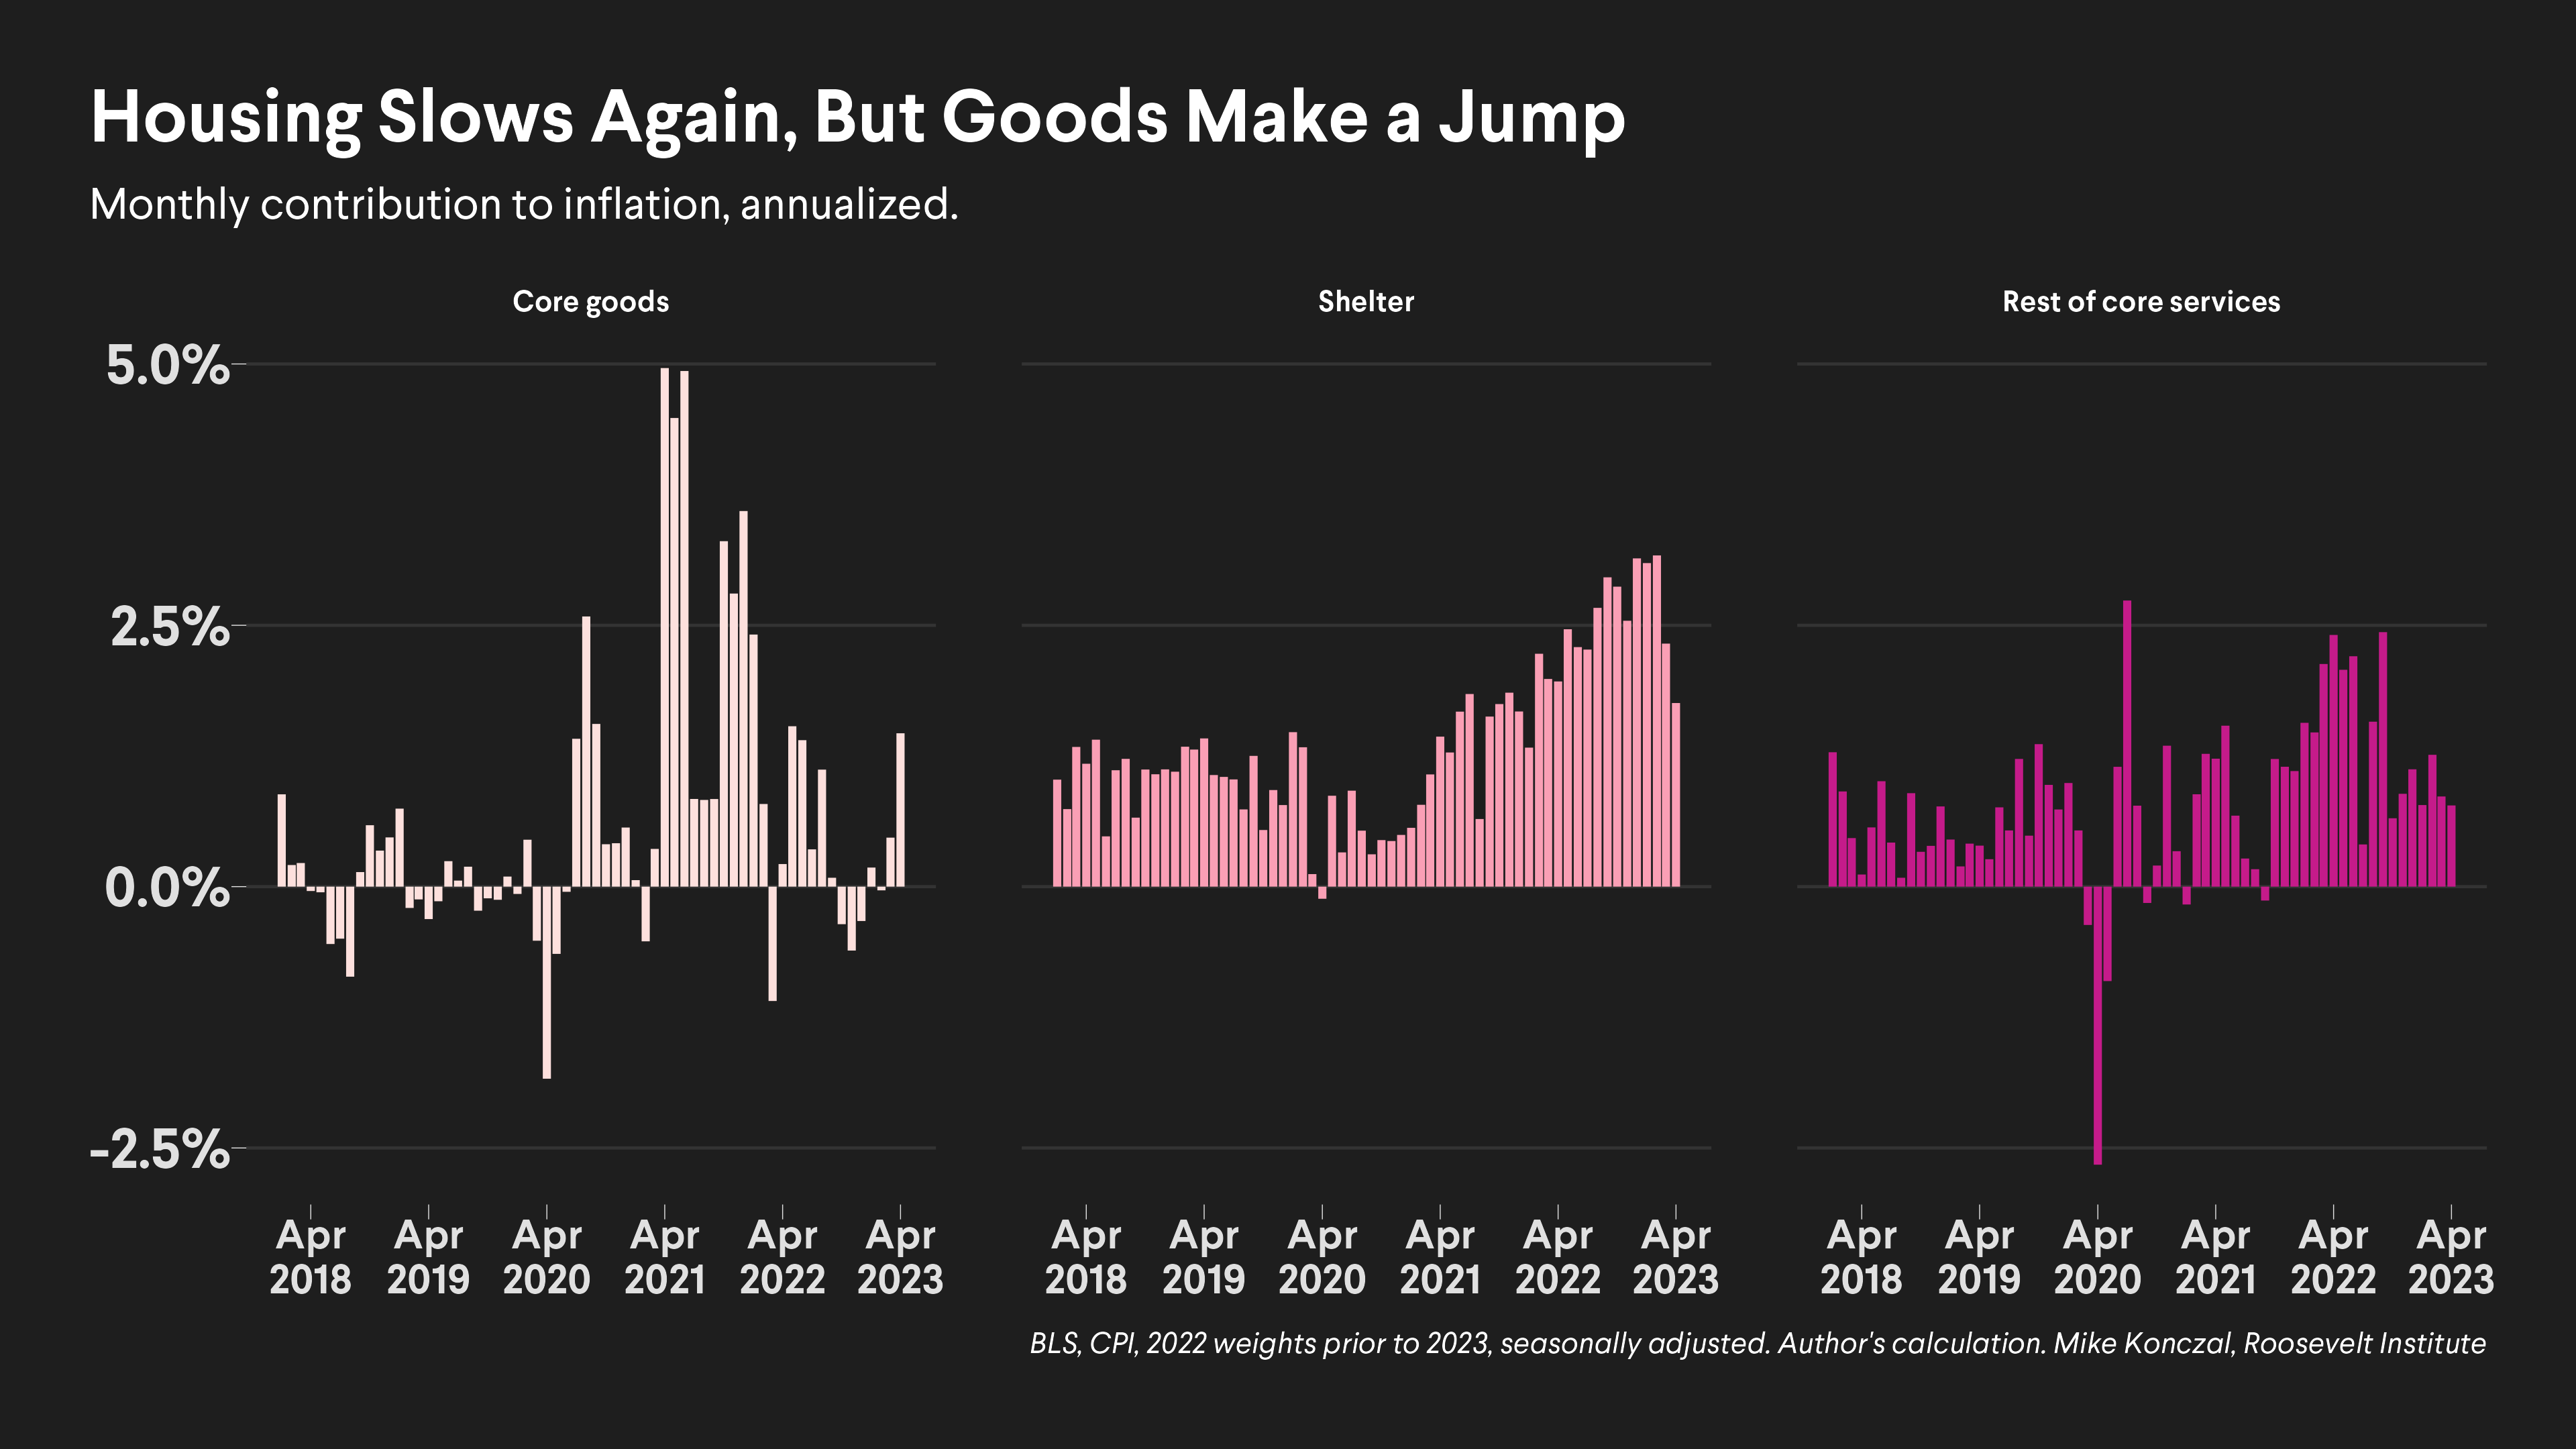 Housing Slows Again, But Goods Make a Jump
Monthly contribution to inflation, annualized.
Core goods
Shelter
Rest of core services
5.0%
2.5%
0.0%
-2.5%
Apr 2018
Apr 2019
Apr 2020
Apr 2021
Apr 2022
Apr 2023
Apr 2018
Apr 2019
Apr 2020
Apr 2021
Apr 2022
Apr 2023
Apr 2018
Apr 2019
Apr 2020
Apr 2021
Apr 2022
Apr 2023
BLS, CPI, 2022 weights prior to 2023, seasonally adjusted. Author's calculation. Mike Konczal, Roosevelt Institute